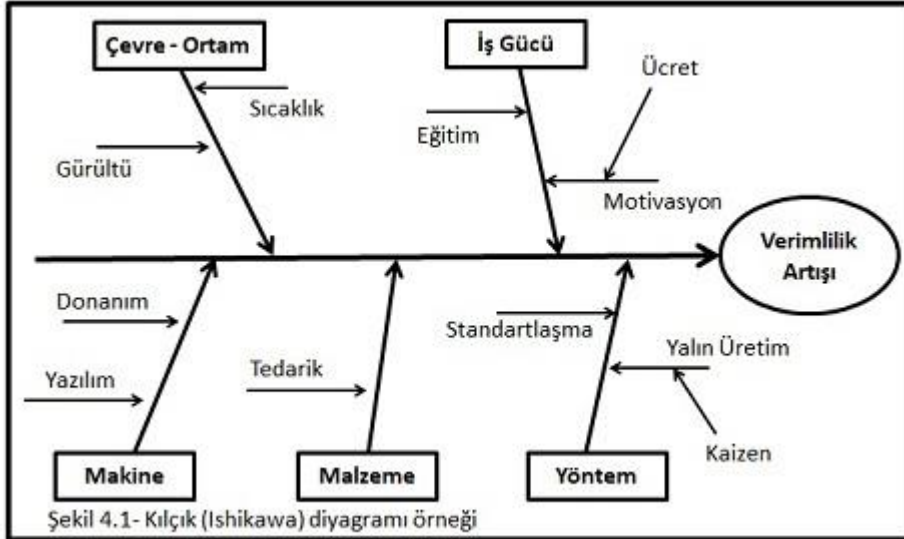 Çevre - Ortam
İş Gücü
Ücret
Sıcaklık
Eğitim
Gürültü
Motivasyon
Verimlilik
Artışı
Donanım
Standartlaşma
Yalın Üretim
Tedarik
Yazılım
Kaizen
Makine
Malzeme
Yöntem
Şekil 4.1- Kılçık (Ishikawa) diyagramı örneği